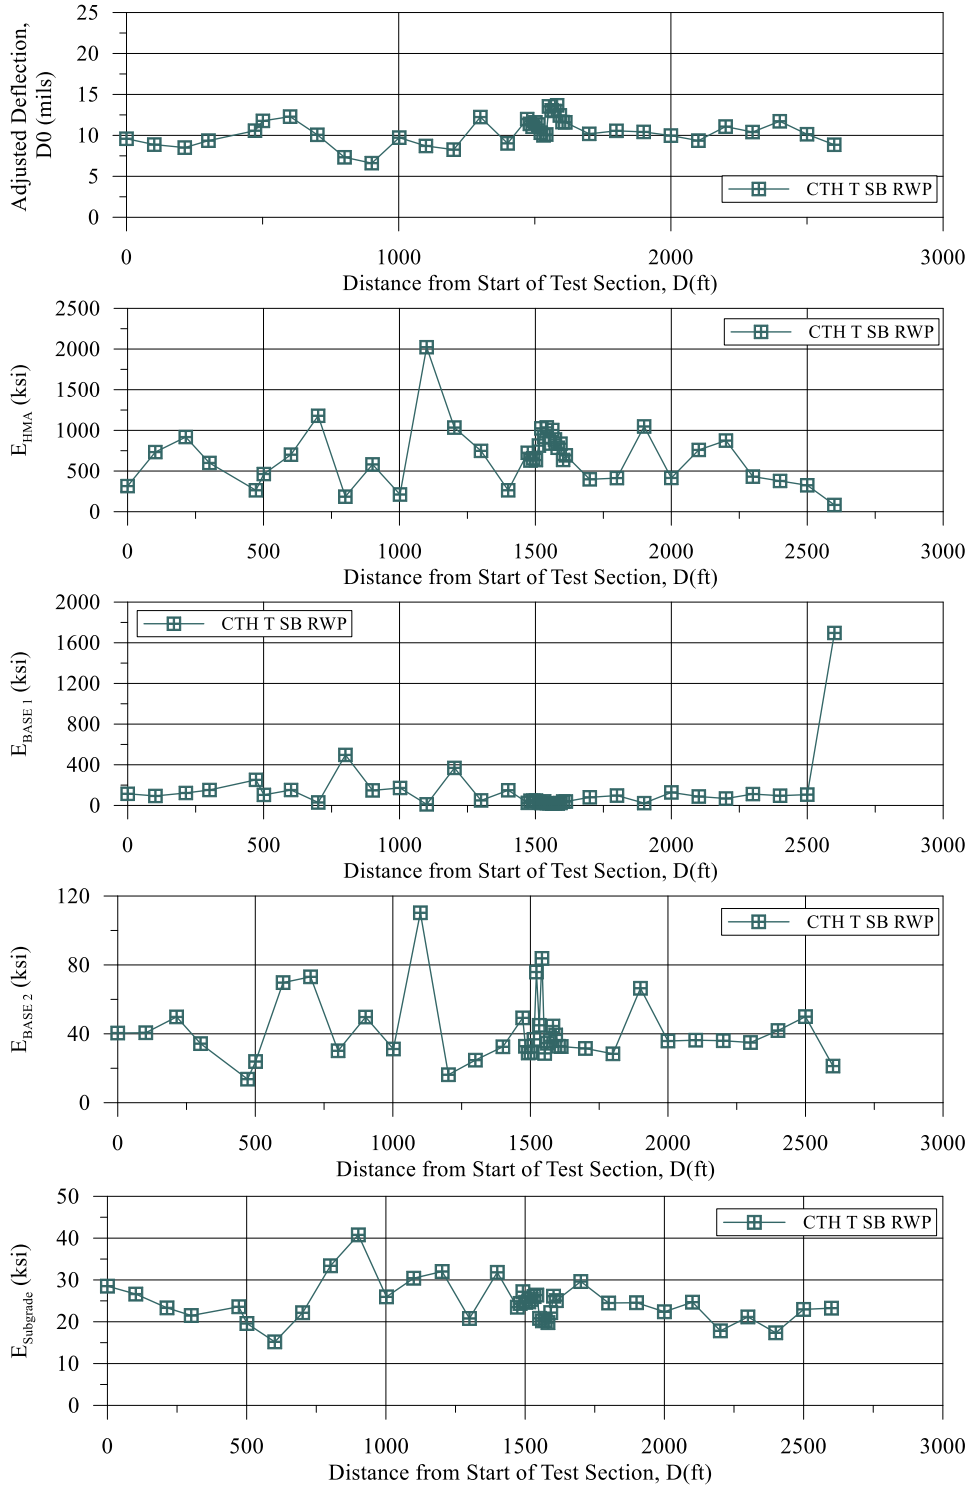 Adjusted Deflection,
D0 (mils)
25
20
15
10
5
0
CTH T SB RWP
0 1000 2000 3000
Distance from Start of Test Section, D(ft)
E HMA (ksi)
2500
2000
1500
1000
500
0
CTH T SB RWP
0 500 1000 1500 2000 2500 3000
Distance from Start of Test Section, D(ft)
E BASE 1 (ksi)
2000
1600
1200
800
400
0
CTH T SB RWP
0 500 1000 1500 2000 2500 3000
Distance from Start of Test Section, D(ft)
E BASE 2 (ksi)
120
80
40
0
CTH T SB RWP
0 500 1000 1500 2000 2500 3000
Distance from Start of Test Section, D(ft)
E Subgrade (ksi)
50
40
30
20
10
0
CTH T SB RWP
0 500 1000 1500 2000 2500 3000
Distance from Start of Test Section, D(ft)